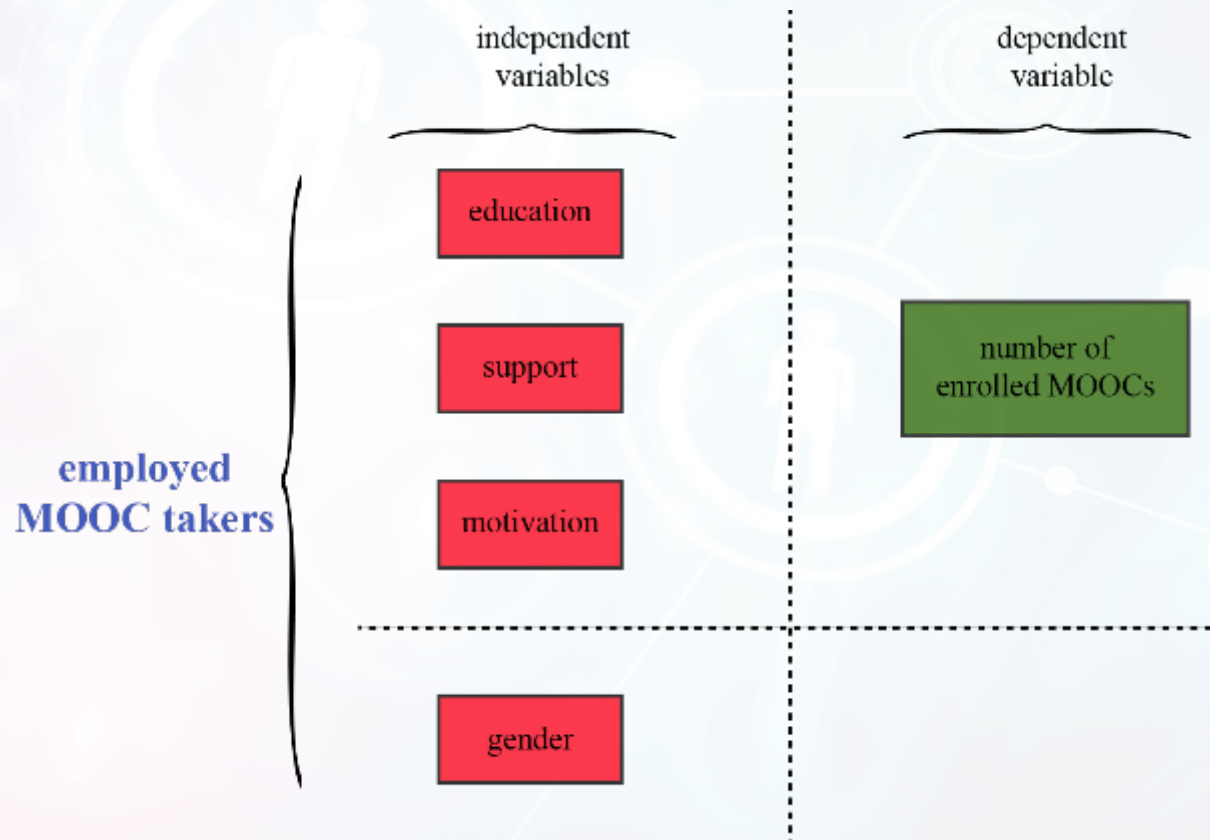 independent
variables
dependent
variable
education
support
number of
enrolled MOOCs
employed
MOOC takers
motivation
gender